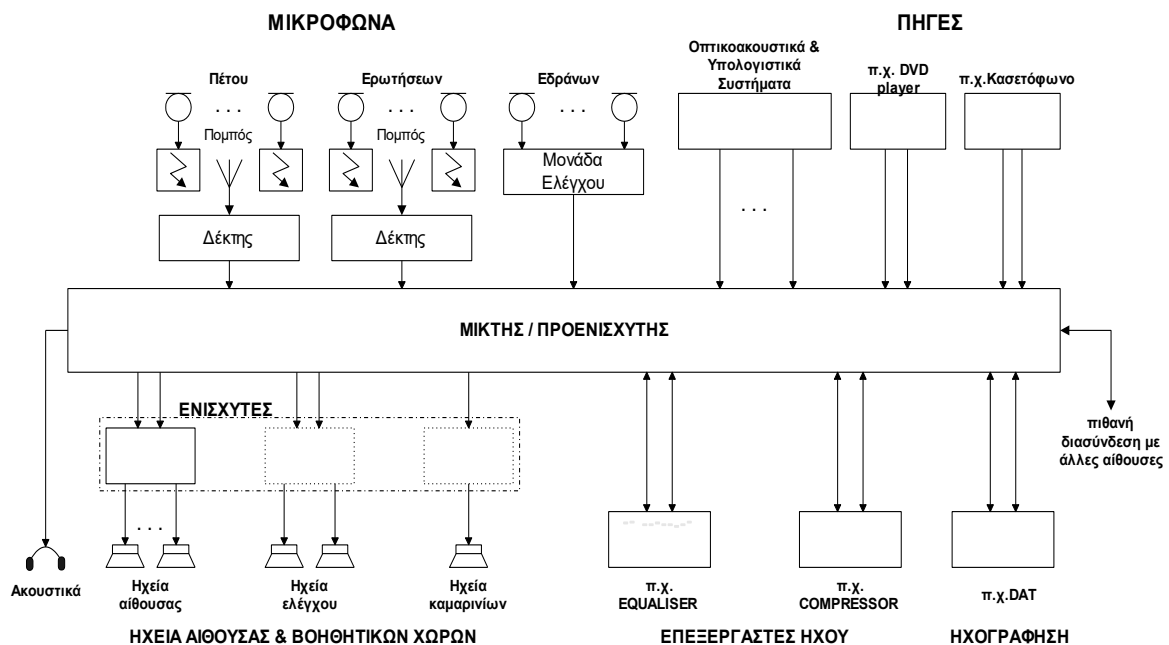 ΜΙΚΡΟΦΩΝΑ
ΠΗΓΕΣ
Πέτου
Ερωτήσεων
Εδράνων
Οπτικοακουστικά &
Υπολογιστικά
Συστήματα
π.χ. DVD
player
π.χ.Κασετόφωνο
. . .
. . .
. . .
Πομπός
Πομπός
Μονάδα
Ελέγχου
. . .
Δέκτης
Δέκτης
ΜΙΚΤΗΣ / ΠΡΟΕΝΙΣΧΥΤΗΣ
ΕΝΙΣΧΥΤΕΣ
πιθανή
διασύνδεση με
άλλες αίθουσες
. . .
Ακουστικά
Ηχεία
αίθουσας
Ηχεία
ελέγχου
Ηχεία
καμαρινίων
π.χ.
EQUALISER
π.χ.
COMPRESSOR
π.χ.DAT
ΗΧΕΙΑ ΑΙΘΟΥΣΑΣ & ΒΟΗΘΗΤΙΚΩΝ ΧΩΡΩΝ
ΕΠΕΞΕΡΓΑΣΤΕΣ ΗΧΟΥ
ΗΧΟΓΡΑΦΗΣΗ